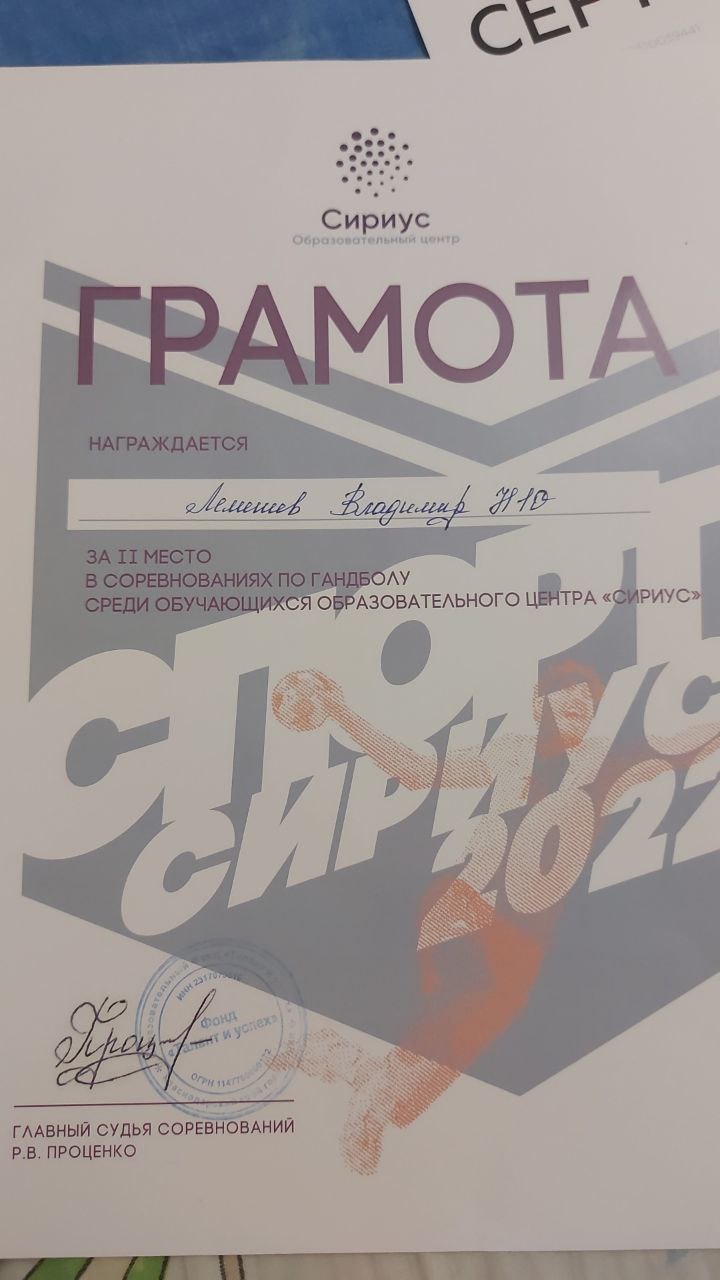 СЕРТ
Сириус
Образовательный центр
ГРАМОТА
НАГРАЖДАЕТСЯ
Лемешев Владимир Н10
ЗА II МЕСТО
В СОРЕВНОВАНИЯХ ПО ГАНДБОЛУ
СРЕДИ ОБУЧАЮЩИХСЯ ОБРАЗОВАТЕЛЬНОГО ЦЕНТРА «СИРИУС»
СПОРТ
СИРИУС
2022
Фонд
«Талант и успех»
ГЛАВНЫЙ СУДЬЯ СОРЕВНОВАНИЙ
Р.В. ПРОЦЕНКО